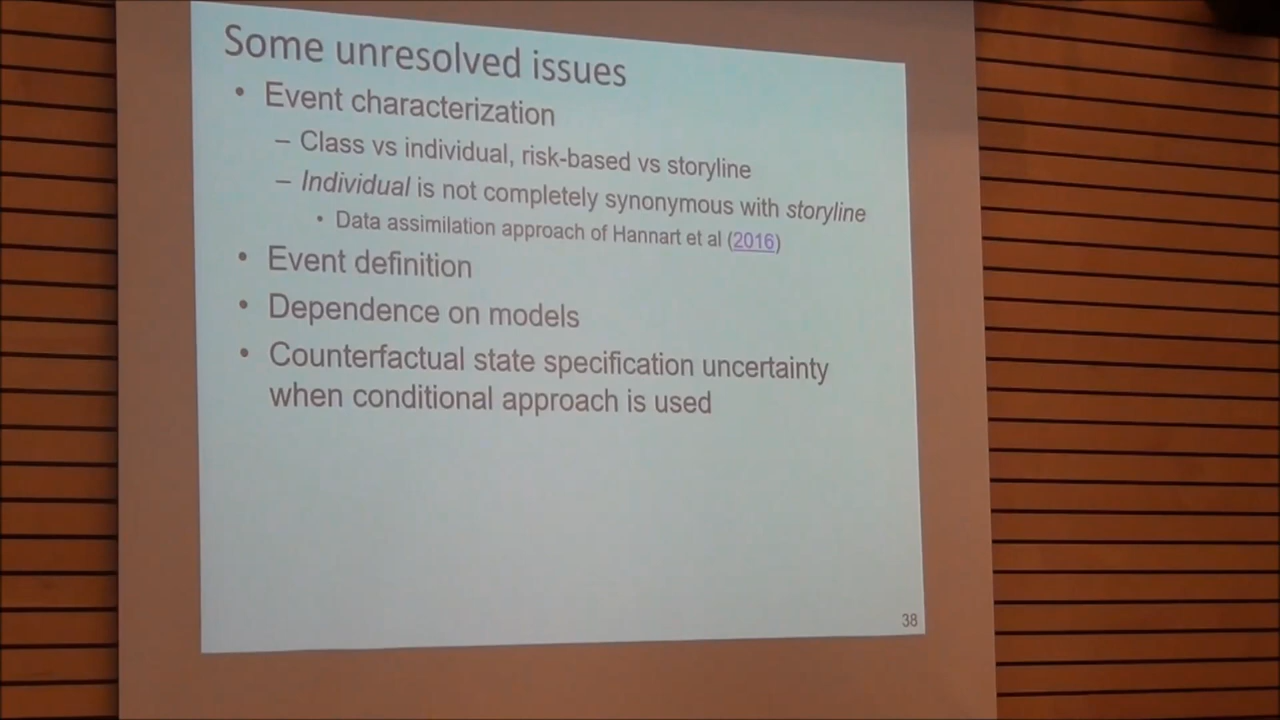 Some unresolved issues
• Event characterization
– Class vs individual, risk-based vs storyline
– Individual is not completely synonymous with storyline
• Data assimilation approach of Hannart et al (2016)
• Event definition
• Dependence on models
• Counterfactual state specification uncertainty
when conditional approach is used
38